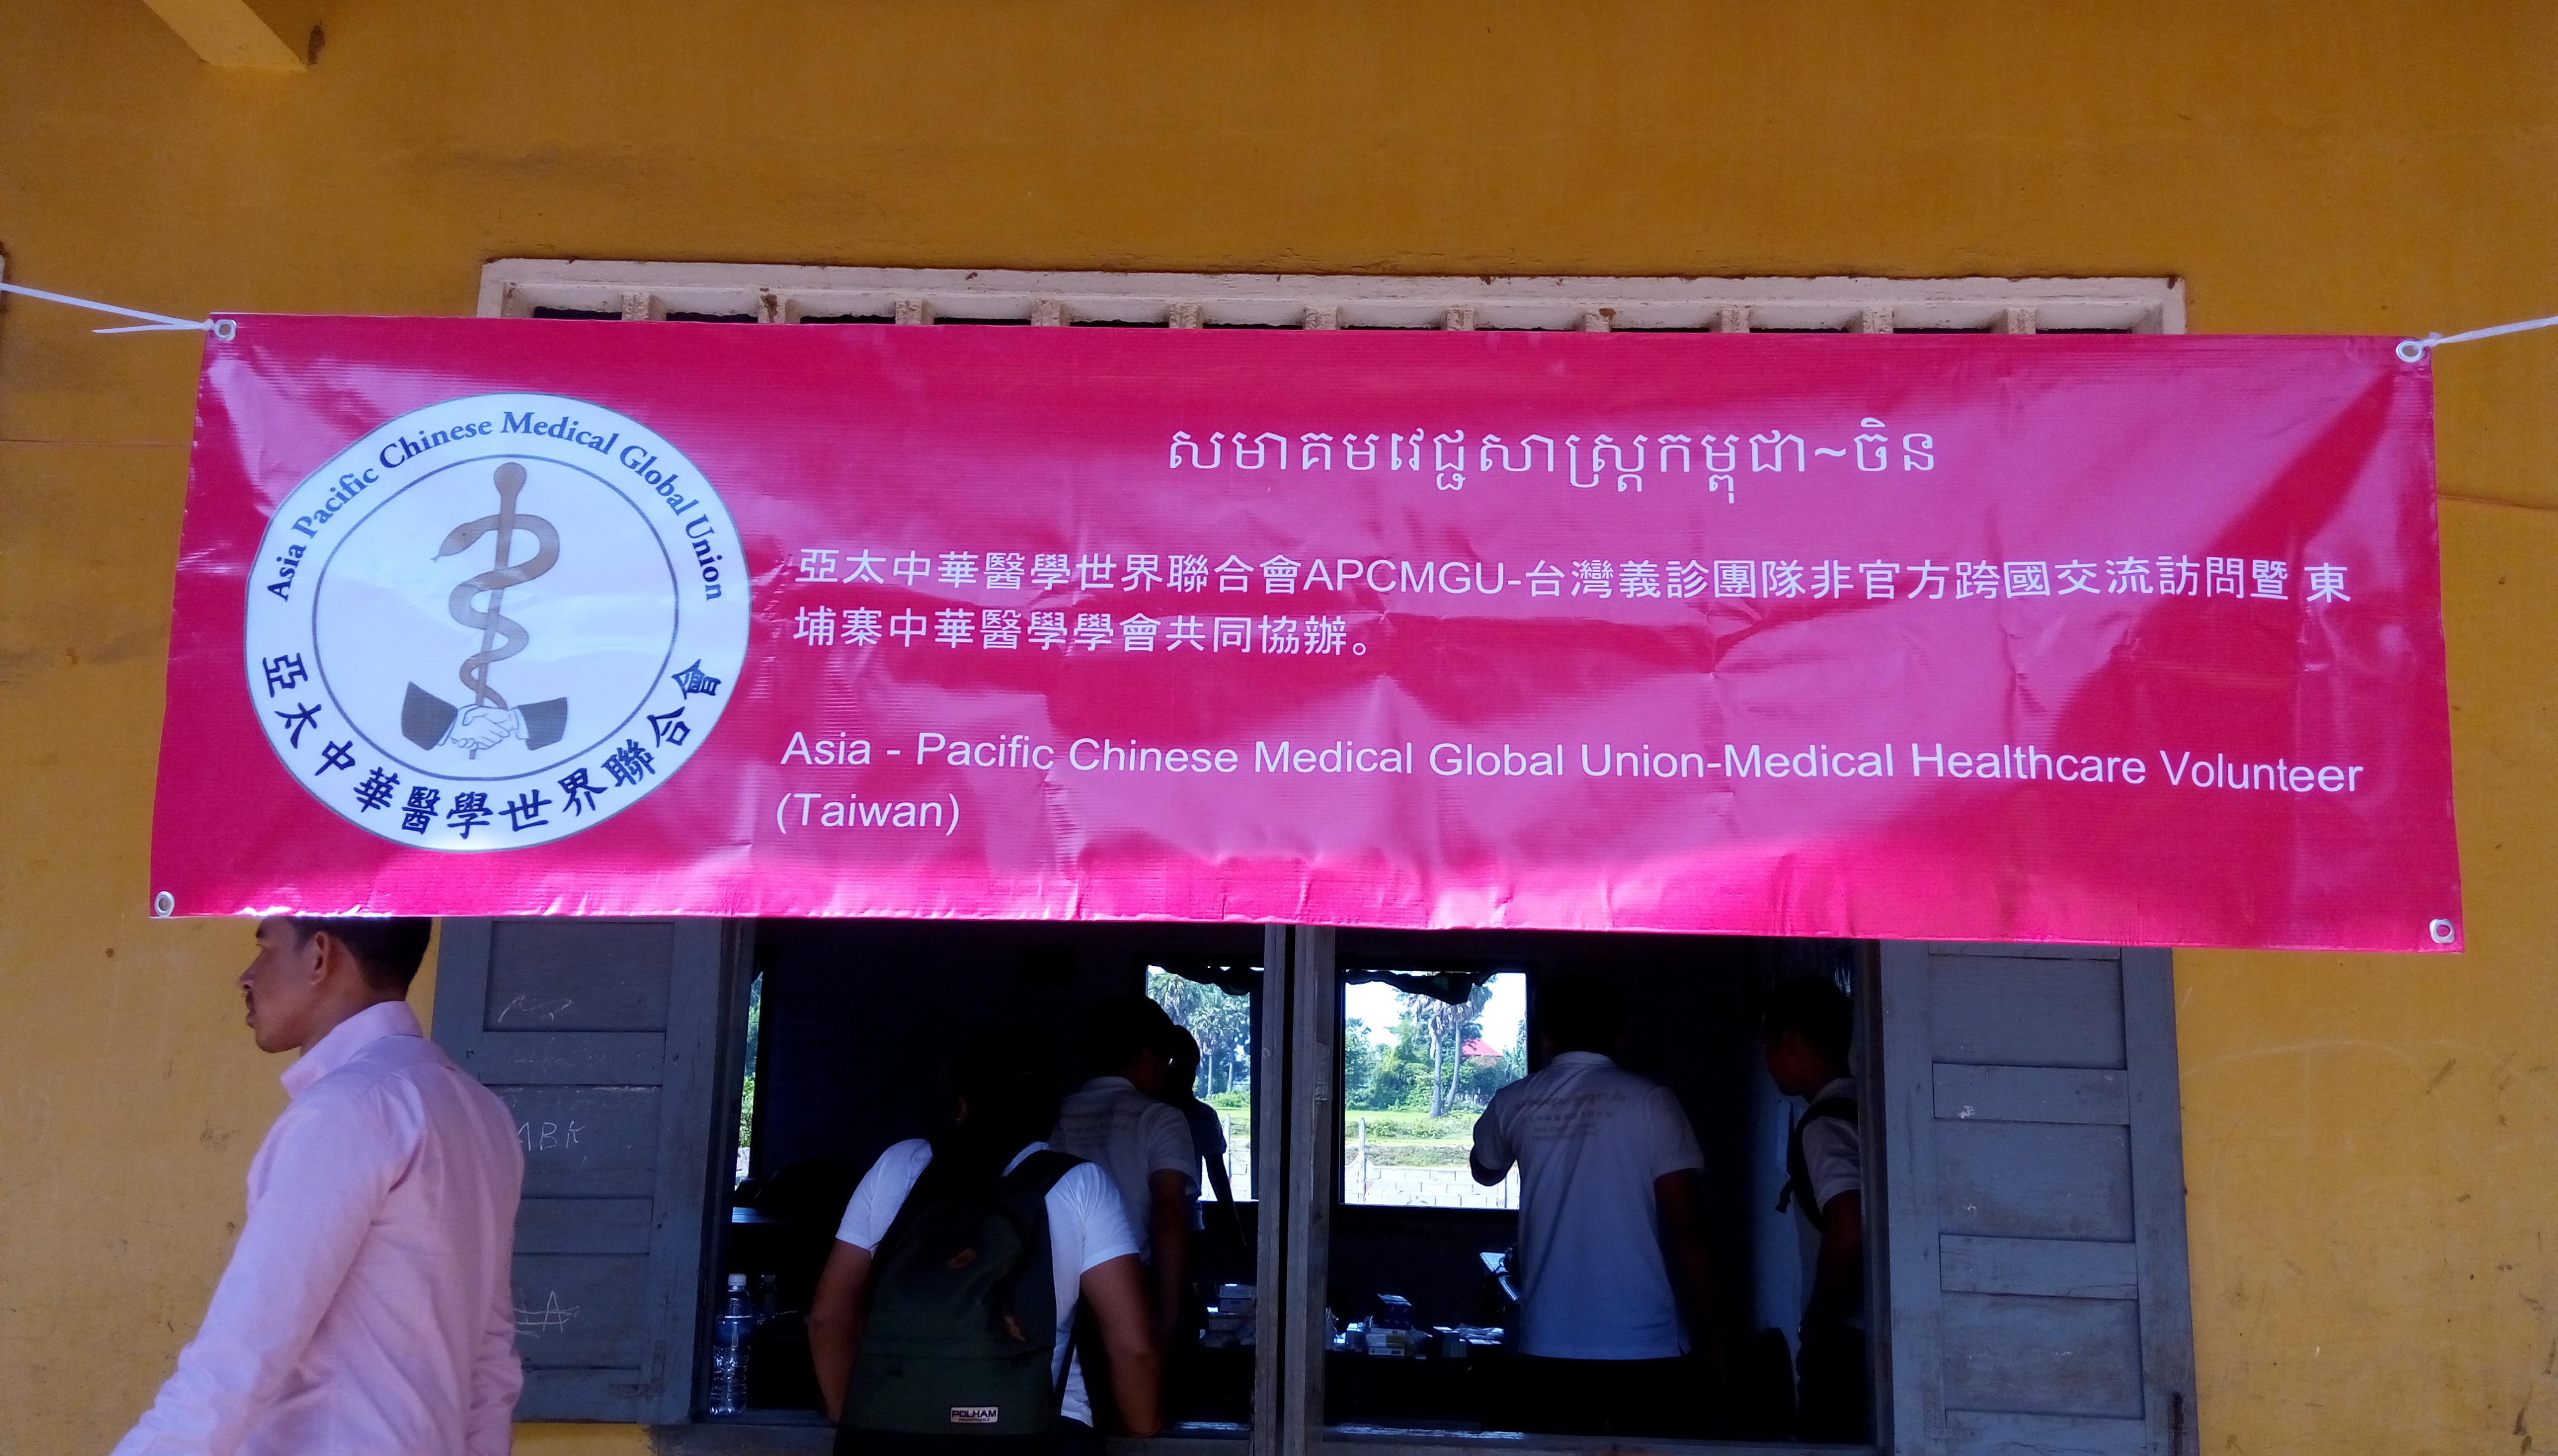 Asia Pacific Chinese Medical Global Union
亞太中華醫學世界聯合會
សមាគមវេជ្ជសាស្ត្រកម្ពុជា~ចិន
亞太中華醫學世界聯合會APCMGU-台灣義診團隊非官方跨國交流訪問暨 東
埔寨中華醫學學會共同協辦。
Asia - Pacific Chinese Medical Global Union-Medical Healthcare Volunteer
(Taiwan)
POLHAM